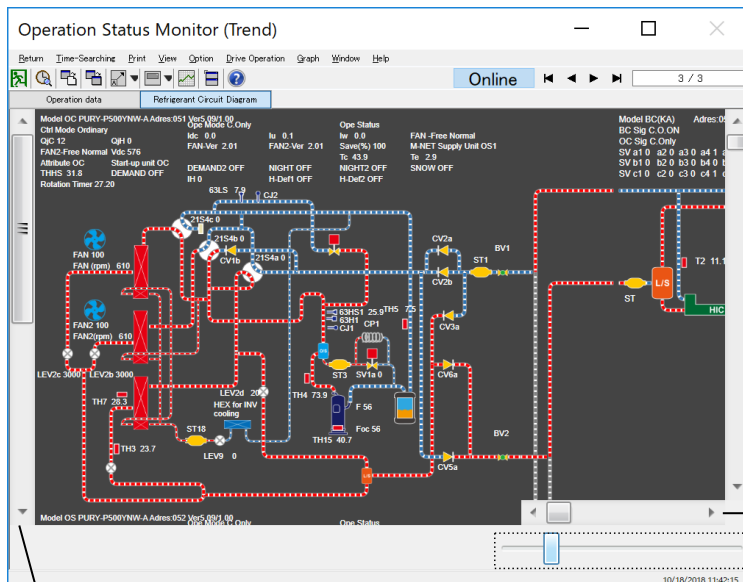 Operation Status Monitor (Trend)
Return Time-Searching Print View Option Drive Operation Graph Window Help
Online 3 / 3
Operation data Refrigerant Circuit Diagram
Model OC PURY-P500YNW-A Adres:051 Ver5.09/1.00
Ope Mode C.Only Ope Status
Ctrl Mode Ordinary Idc 0.0 Iu 0.1 Iw 0.0 FAN -Free Normal
QjC 12 QjH 0 FAN-Ver 2.01 FAN2-Ver 2.01 Save(%) 100 M-NET Supply Unit OS1
FAN2-Free Normal Vdc 576 Tc 43.9 Te 2.9
Attribute OC Start-up unit OC DEMAND2 OFF NIGHT OFF NIGHT2 OFF SNOW OFF
THHS 31.8 DEMAND OFF IH 0 H-Def1 OFF H-Def2 OFF
Rotation Timer 27.20
Model BC(KA) Adres:05
BC Sig C.O.ON
OC Sig C.Only
SV a1 0 a2 0 a3 0 a4 1
SV b1 0 b2 0 b3 0 b4 0
SV c1 0 c2 0 c3 0 c4 1
63LS 7.9 CJ2
21S4c 0
21S4b 0
CV1b 21S4a 0
CV2a BV1
ST1
CV2b
FAN 100
FAN (rpm) 610
T2 11.1
L/S
ST
HIC
63HS1 25.9 TH5 7.5
63H1
CJ1 CP1
CV3a
FAN2 100
FAN2(rpm) 610
ST3 SV1a 0
CV6a
LEV2c 3000 LEV2b 3000
LEV2d 20
TH4 73.9
TH7 28.3
HEX for INV
cooling
F 56
ST18
Foc 56
BV2
TH15 40.7
TH3 23.7
LEV9 0
CV5a
Model OS PURY-P500YNW-A Adres:052 Ver5.09/1.00
Ope Mode C.Only Ope Status
10/18/2018 11:42:15